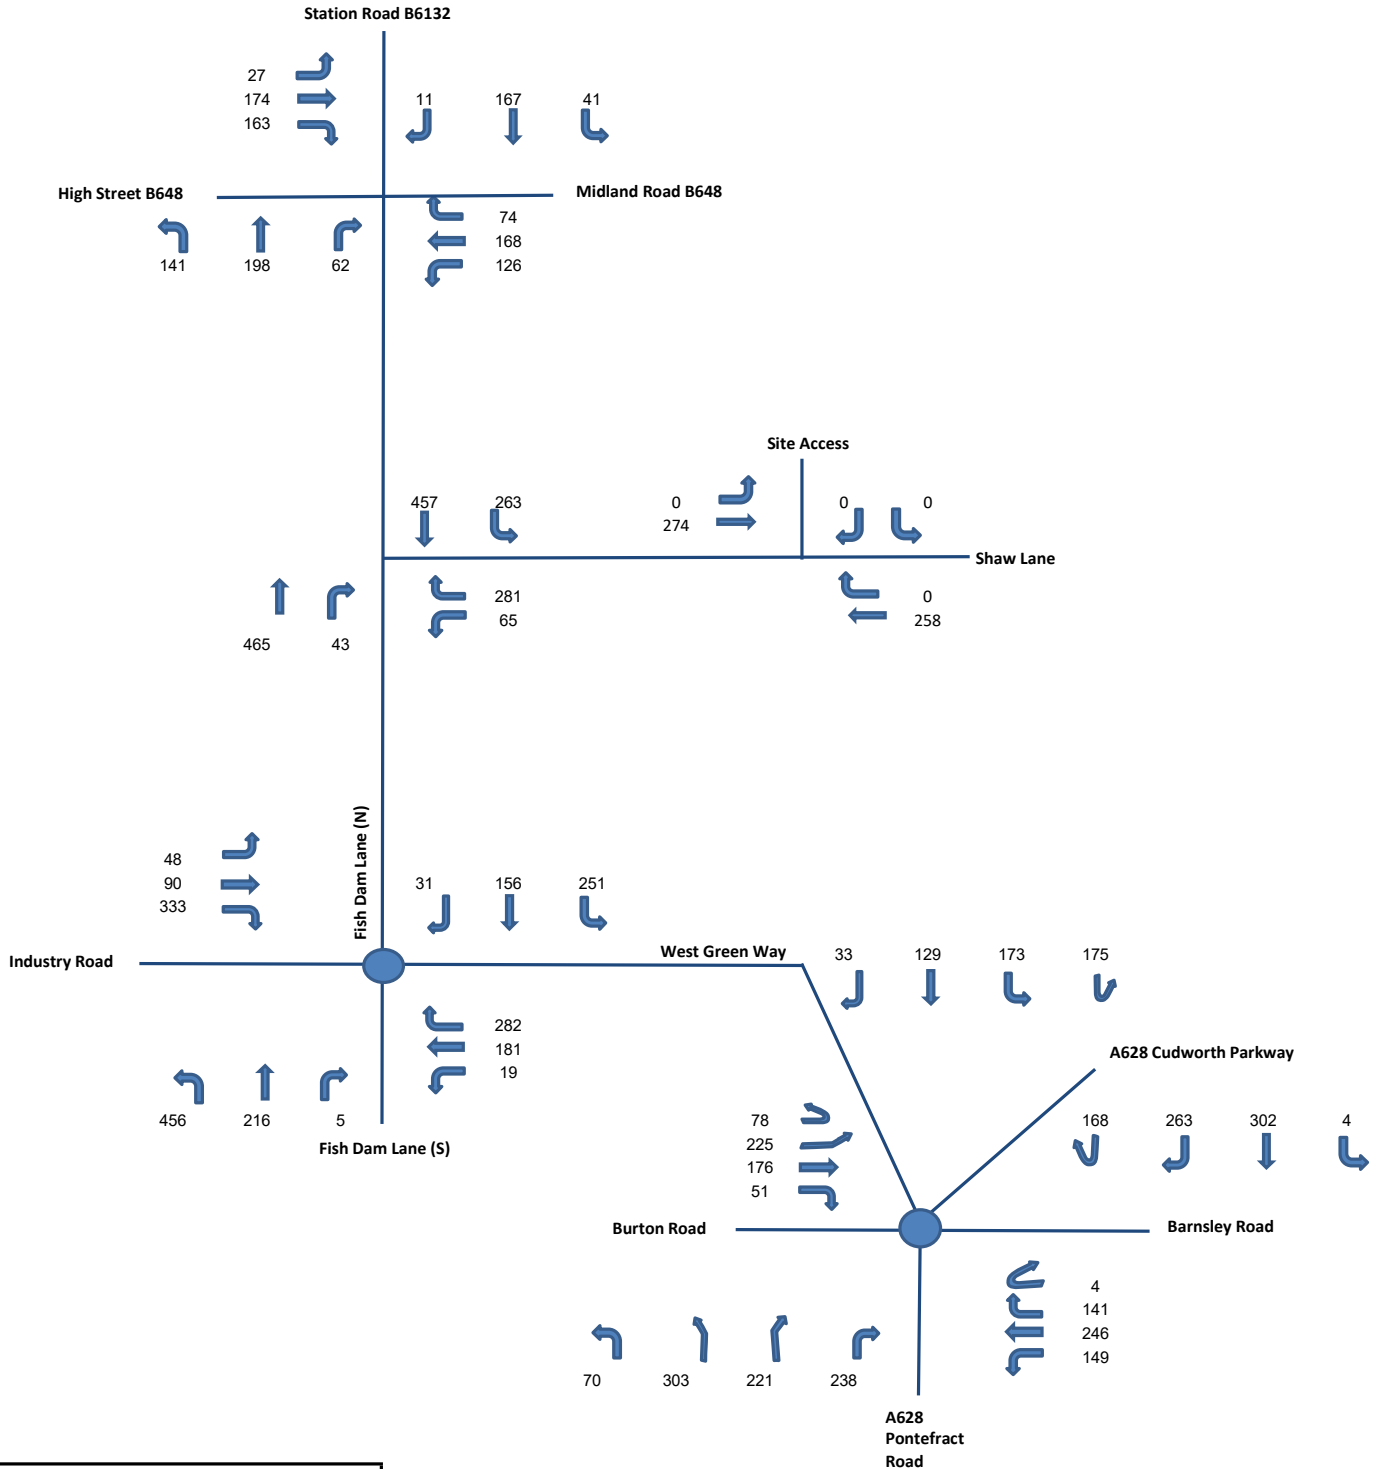 Station Road B6132
27
174
163
11 167 41
High Street B648
Midland Road B648
74
168
126
141 198 62
Site Access
457 263
0
274
0 0
Shaw Lane
281
65
0
258
465 43
Fish Dam Lane (N)
48
90
333
31 156 251
Industry Road
West Green Way
33 129 173 175
282
181
19
A628 Cudworth Parkway
456 216 5
Fish Dam Lane (S)
78
225
176
51
168 263 302 4
Burton Road
Barnsley Road
4
141
246
149
70 303 221 238
A628
Pontefract
Road